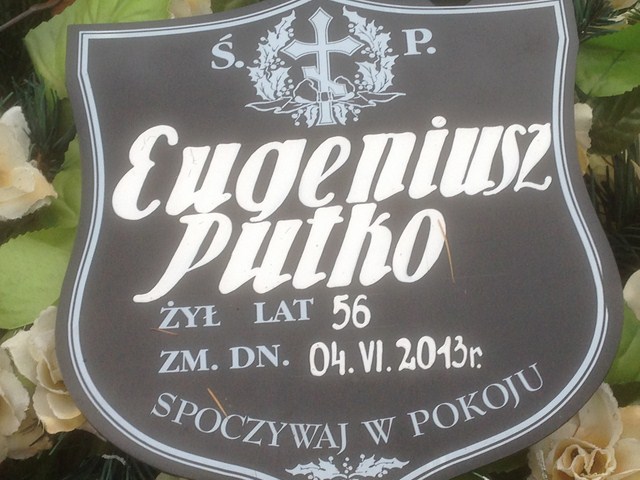 Ś. P.
Eugeniusz
Putko
ŻYŁ LAT 56
ZM. DN. 04. VI. 2013r.
SPOCZYWAJ W POKOJU